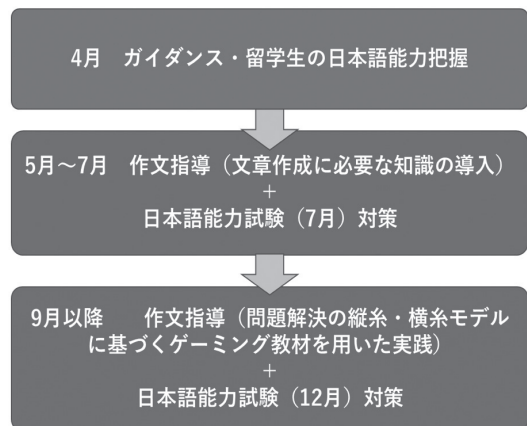 4月　ガイダンス・留学生の日本語能力把握
5月～7月　作文指導（文章作成に必要な知識の導入）
+
日本語能力試験（7月）対策
9月以降　　作文指導（問題解決の縦糸・横糸モデル
に基づくゲーミング教材を用いた実践）
+
日本語能力試験（12月）対策